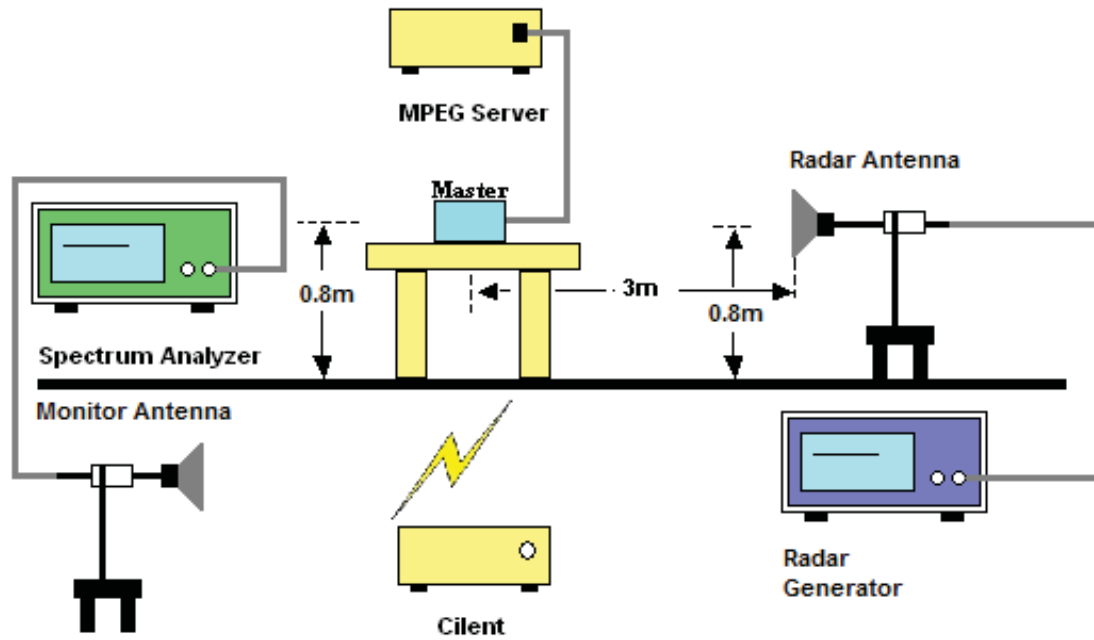 MPEG Server
Radar Antenna
Master
0.8m
3m
0.8m
Spectrum Analyzer
Monitor Antenna
Radar
Generator
Cilent